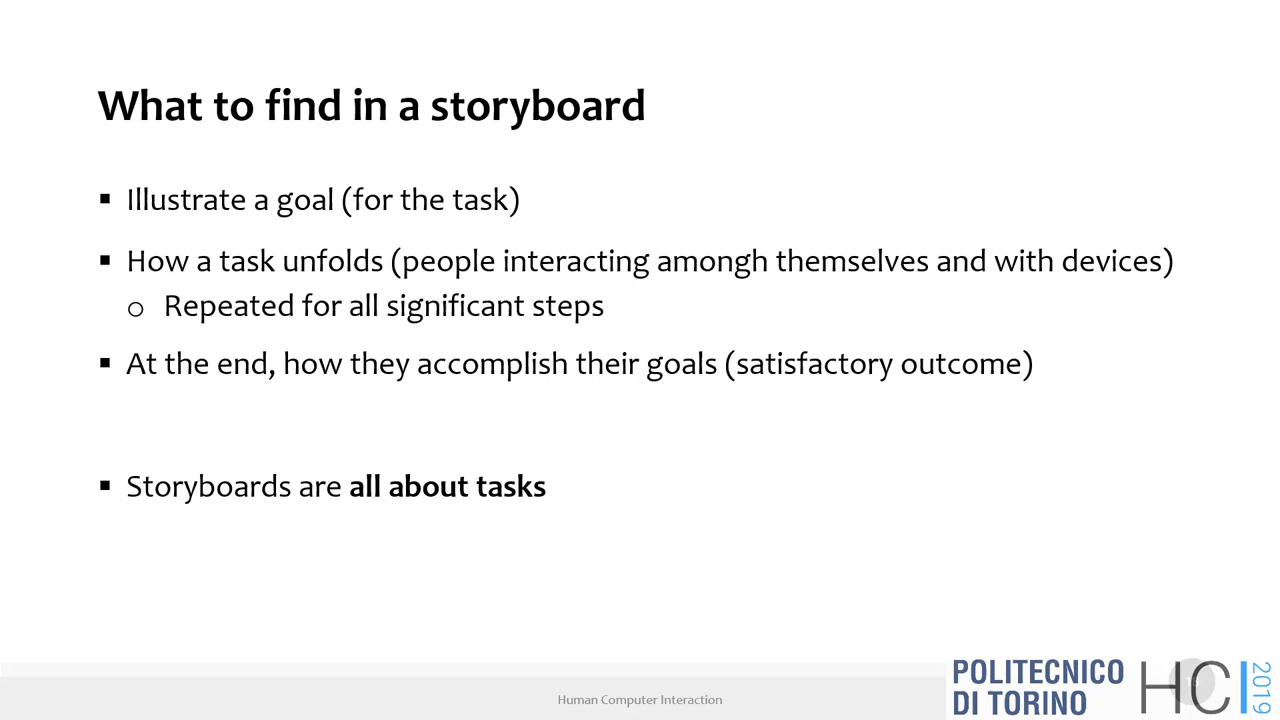 What to find in a storyboard
▪ Illustrate a goal (for the task)
▪ How a task unfolds (people interacting amongh themselves and with devices)
o Repeated for all significant steps
▪ At the end, how they accomplish their goals (satisfactory outcome)
▪ Storyboards are all about tasks
Human Computer Interaction
POLITECNICO
DI TORINO
HCI
2019